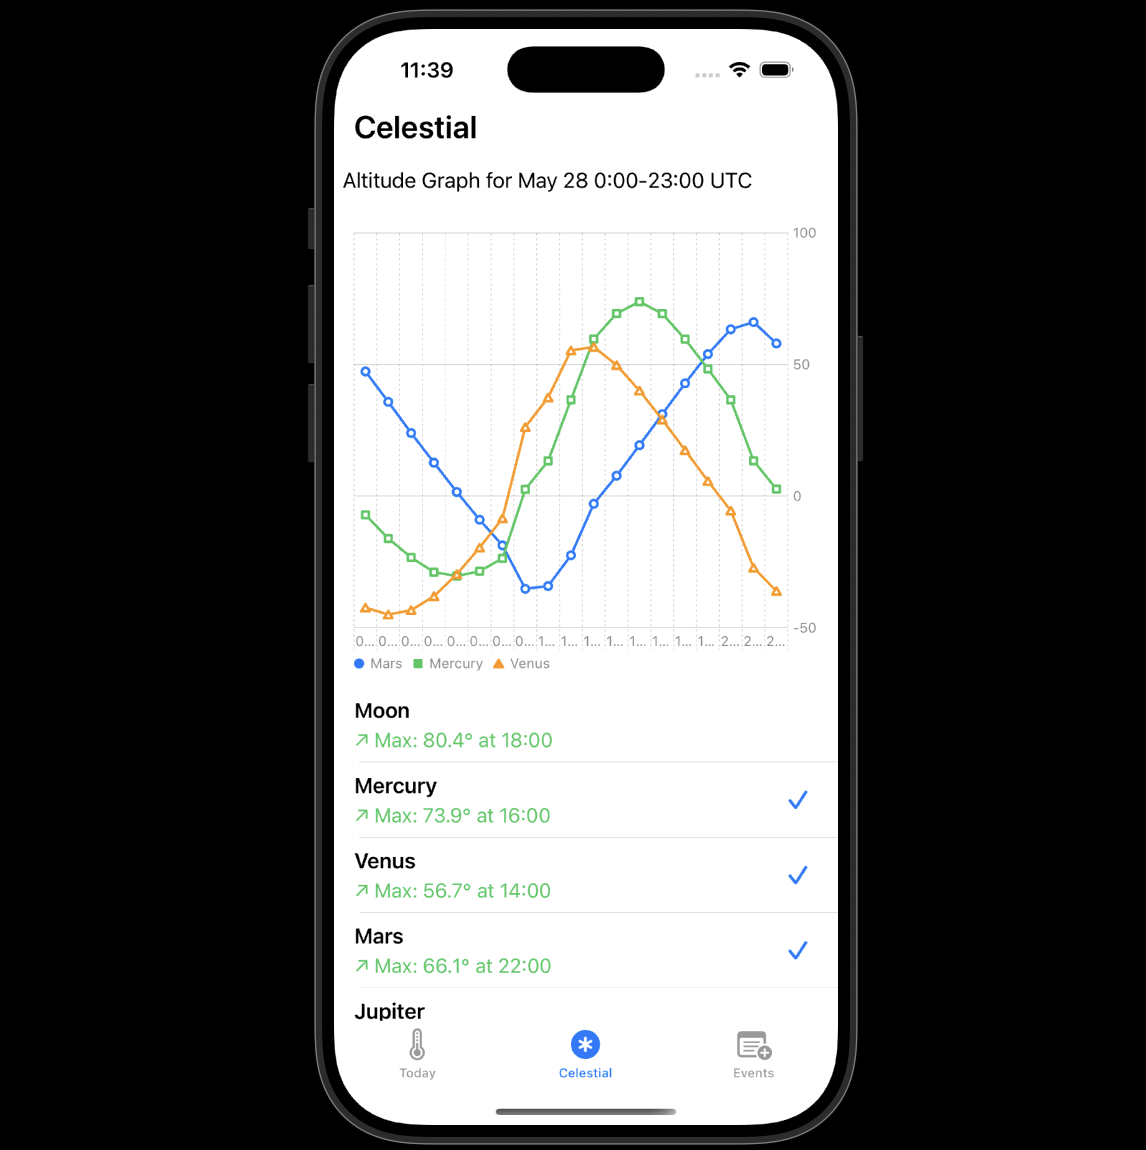 11:39
Celestial
Altitude Graph for May 28 0:00-23:00 UTC
100
50
0
-50
0... 0... 0... 0... 0... 0... 0... 0... 1... 1... 1... 1... 1... 1... 1... 1... 2... 2... 2...
Mars Mercury Venus
Moon
Max: 80.4° at 18:00
Mercury
Max: 73.9° at 16:00
Venus
Max: 56.7° at 14:00
Mars
Max: 66.1° at 22:00
Jupiter
Today Celestial Events